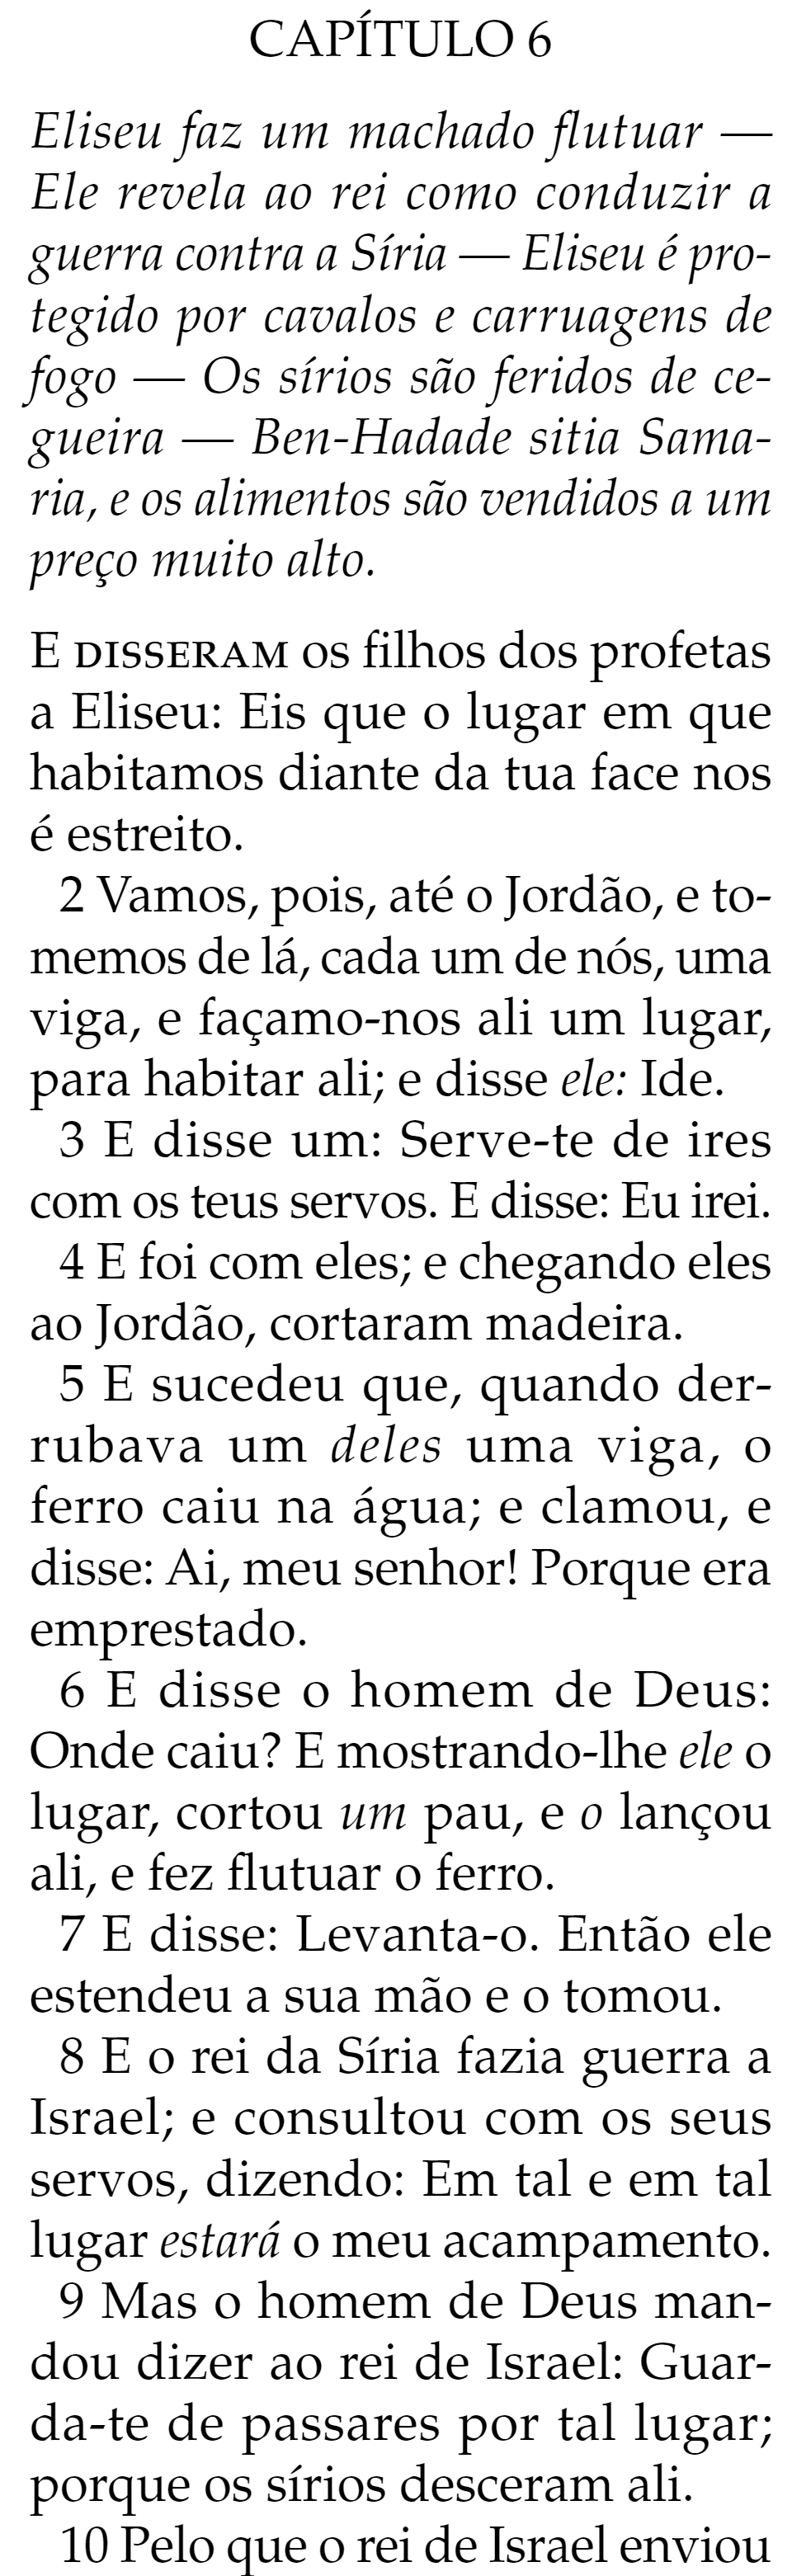 CAPÍTULO 6
Eliseu faz um machado flutuar —
Ele revela ao rei como conduzir a
guerra contra a Síria — Eliseu é pro-
tegido por cavalos e carruagens de
fogo — Os sírios são feridos de ce-
gueira — Ben-Hadade sitia Sama-
ria, e os alimentos são vendidos a um
preço muito alto.
E DISSERAM os filhos dos profetas
a Eliseu: Eis que o lugar em que
habitamos diante da tua face nos
é estreito.
2 Vamos, pois, até o Jordão, e to-
memos de lá, cada um de nós, uma
viga, e façamo-nos ali um lugar,
para habitar ali; e disse ele: Ide.
3 E disse um: Serve-te de ires
com os teus servos. E disse: Eu irei.
4 E foi com eles; e chegando eles
ao Jordão, cortaram madeira.
5 E sucedeu que, quando der-
rubava um deles uma viga, o
ferro caiu na água; e clamou, e
disse: Ai, meu senhor! Porque era
emprestado.
6 E disse o homem de Deus:
Onde caiu? E mostrando-lhe ele o
lugar, cortou um pau, e o lançou
ali, e fez flutuar o ferro.
7 E disse: Levanta-o. Então ele
estendeu a sua mão e o tomou.
8 E o rei da Síria fazia guerra a
Israel; e consultou com os seus
servos, dizendo: Em tal e em tal
lugar estará o meu acampamento.
9 Mas o homem de Deus man-
dou dizer ao rei de Israel: Guar-
da-te de passares por tal lugar;
porque os sírios desceram ali.
10 Pelo que o rei de Israel enviou